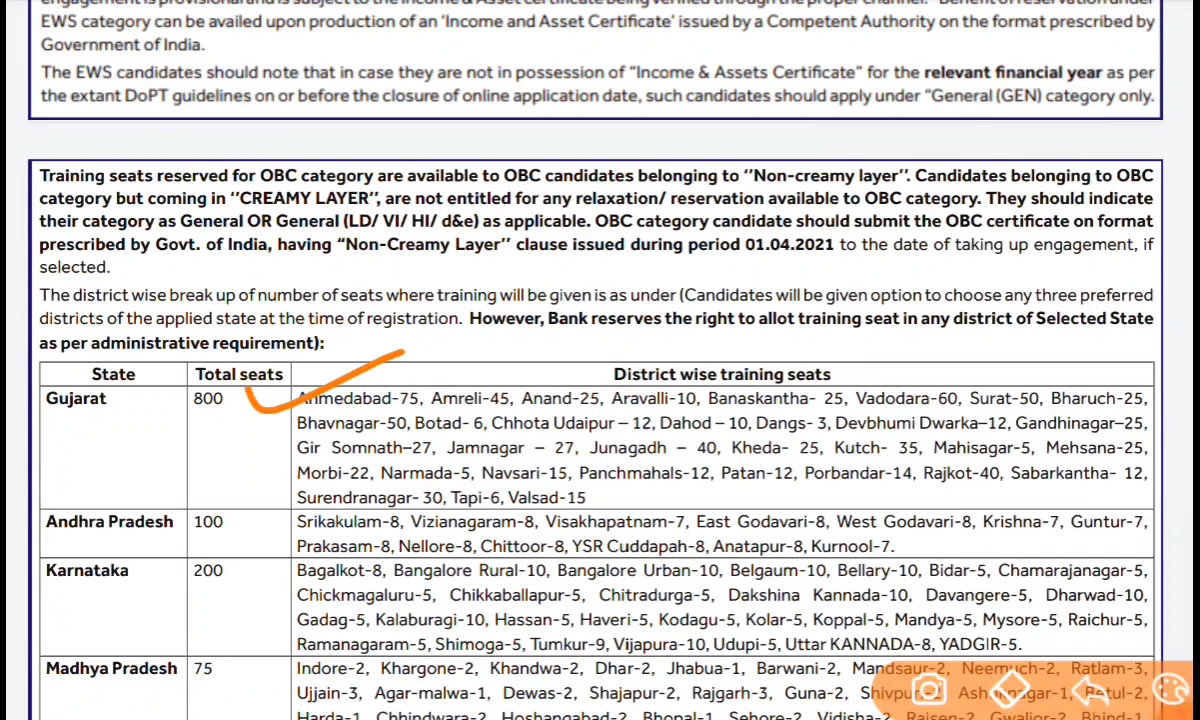 EWS category can be availed upon production of an 'Income and Asset Certificate' issued by a Competent Authority on the format prescribed by
Government of India.
The EWS candidates should note that in case they are not in possession of "Income & Assets Certificate" for the relevant financial year as per
the extant DoPT guidelines on or before the closure of online application date, such candidates should apply under "General (GEN) category only.
Training seats reserved for OBC category are available to OBC candidates belonging to ''Non-creamy layer''. Candidates belonging to OBC
category but coming in ''CREAMY LAYER'', are not entitled for any relaxation/ reservation available to OBC category. They should indicate
their category as General OR General (LD/ VI/ HI/ d&e) as applicable. OBC category candidate should submit the OBC certificate on format
prescribed by Govt. of India, having "Non-Creamy Layer'' clause issued during period 01.04.2021 to the date of taking up engagement, if
selected.
The district wise break up of number of seats where training will be given is as under (Candidates will be given option to choose any three preferred
districts of the applied state at the time of registration. However, Bank reserves the right to allot training seat in any district of Selected State
as per administrative requirement):
State Total seats District wise training seats
Gujarat 800 Ahmedabad-75, Amreli-45, Anand-25, Aravalli-10, Banaskantha- 25, Vadodara-60, Surat-50, Bharuch-25,
Bhavnagar-50, Botad- 6, Chhota Udaipur – 12, Dahod – 10, Dangs- 3, Devbhumi Dwarka–12, Gandhinagar–25,
Gir Somnath–27, Jamnagar – 27, Junagadh – 40, Kheda- 25, Kutch- 35, Mahisagar-5, Mehsana-25,
Morbi-22, Narmada-5, Navsari-15, Panchmahals-12, Patan-12, Porbandar-14, Rajkot-40, Sabarkantha- 12,
Surendranagar- 30, Tapi-6, Valsad-15
Andhra Pradesh 100 Srikakulam-8, Vizianagaram-8, Visakhapatnam-7, East Godavari-8, West Godavari-8, Krishna-7, Guntur-7,
Prakasam-8, Nellore-8, Chittoor-8, YSR Cuddapah-8, Anatapur-8, Kurnool-7.
Karnataka 200 Bagalkot-8, Bangalore Rural-10, Bangalore Urban-10, Belgaum-10, Bellary-10, Bidar-5, Chamarajanagar-5,
Chickmagaluru-5, Chikkaballapur-5, Chitradurga-5, Dakshina Kannada-10, Davangere-5, Dharwad-10,
Gadag-5, Kalaburagi-10, Hassan-5, Haveri-5, Kodagu-5, Kolar-5, Koppal-5, Mandya-5, Mysore-5, Raichur-5,
Ramanagaram-5, Shimoga-5, Tumkur-9, Vijapura-10, Udupi-5, Uttar KANNADA-8, YADGIR-5.
Madhya Pradesh 75 Indore-2, Khargone-2, Khandwa-2, Dhar-2, Jhabua-1, Barwani-2, Mandsaur-2, Neemuch-2, Ratlam-3,
Ujjain-3, Agar-malwa-1, Dewas-2, Shajapur-2, Rajgarh-3, Guna-2,
Harda-1, Chhindwara-2, Hoshangabad-2, Bhopal-1, Sehore-2, Vidisha-2, Raisen-2, Gwalior-2, Bhind-1